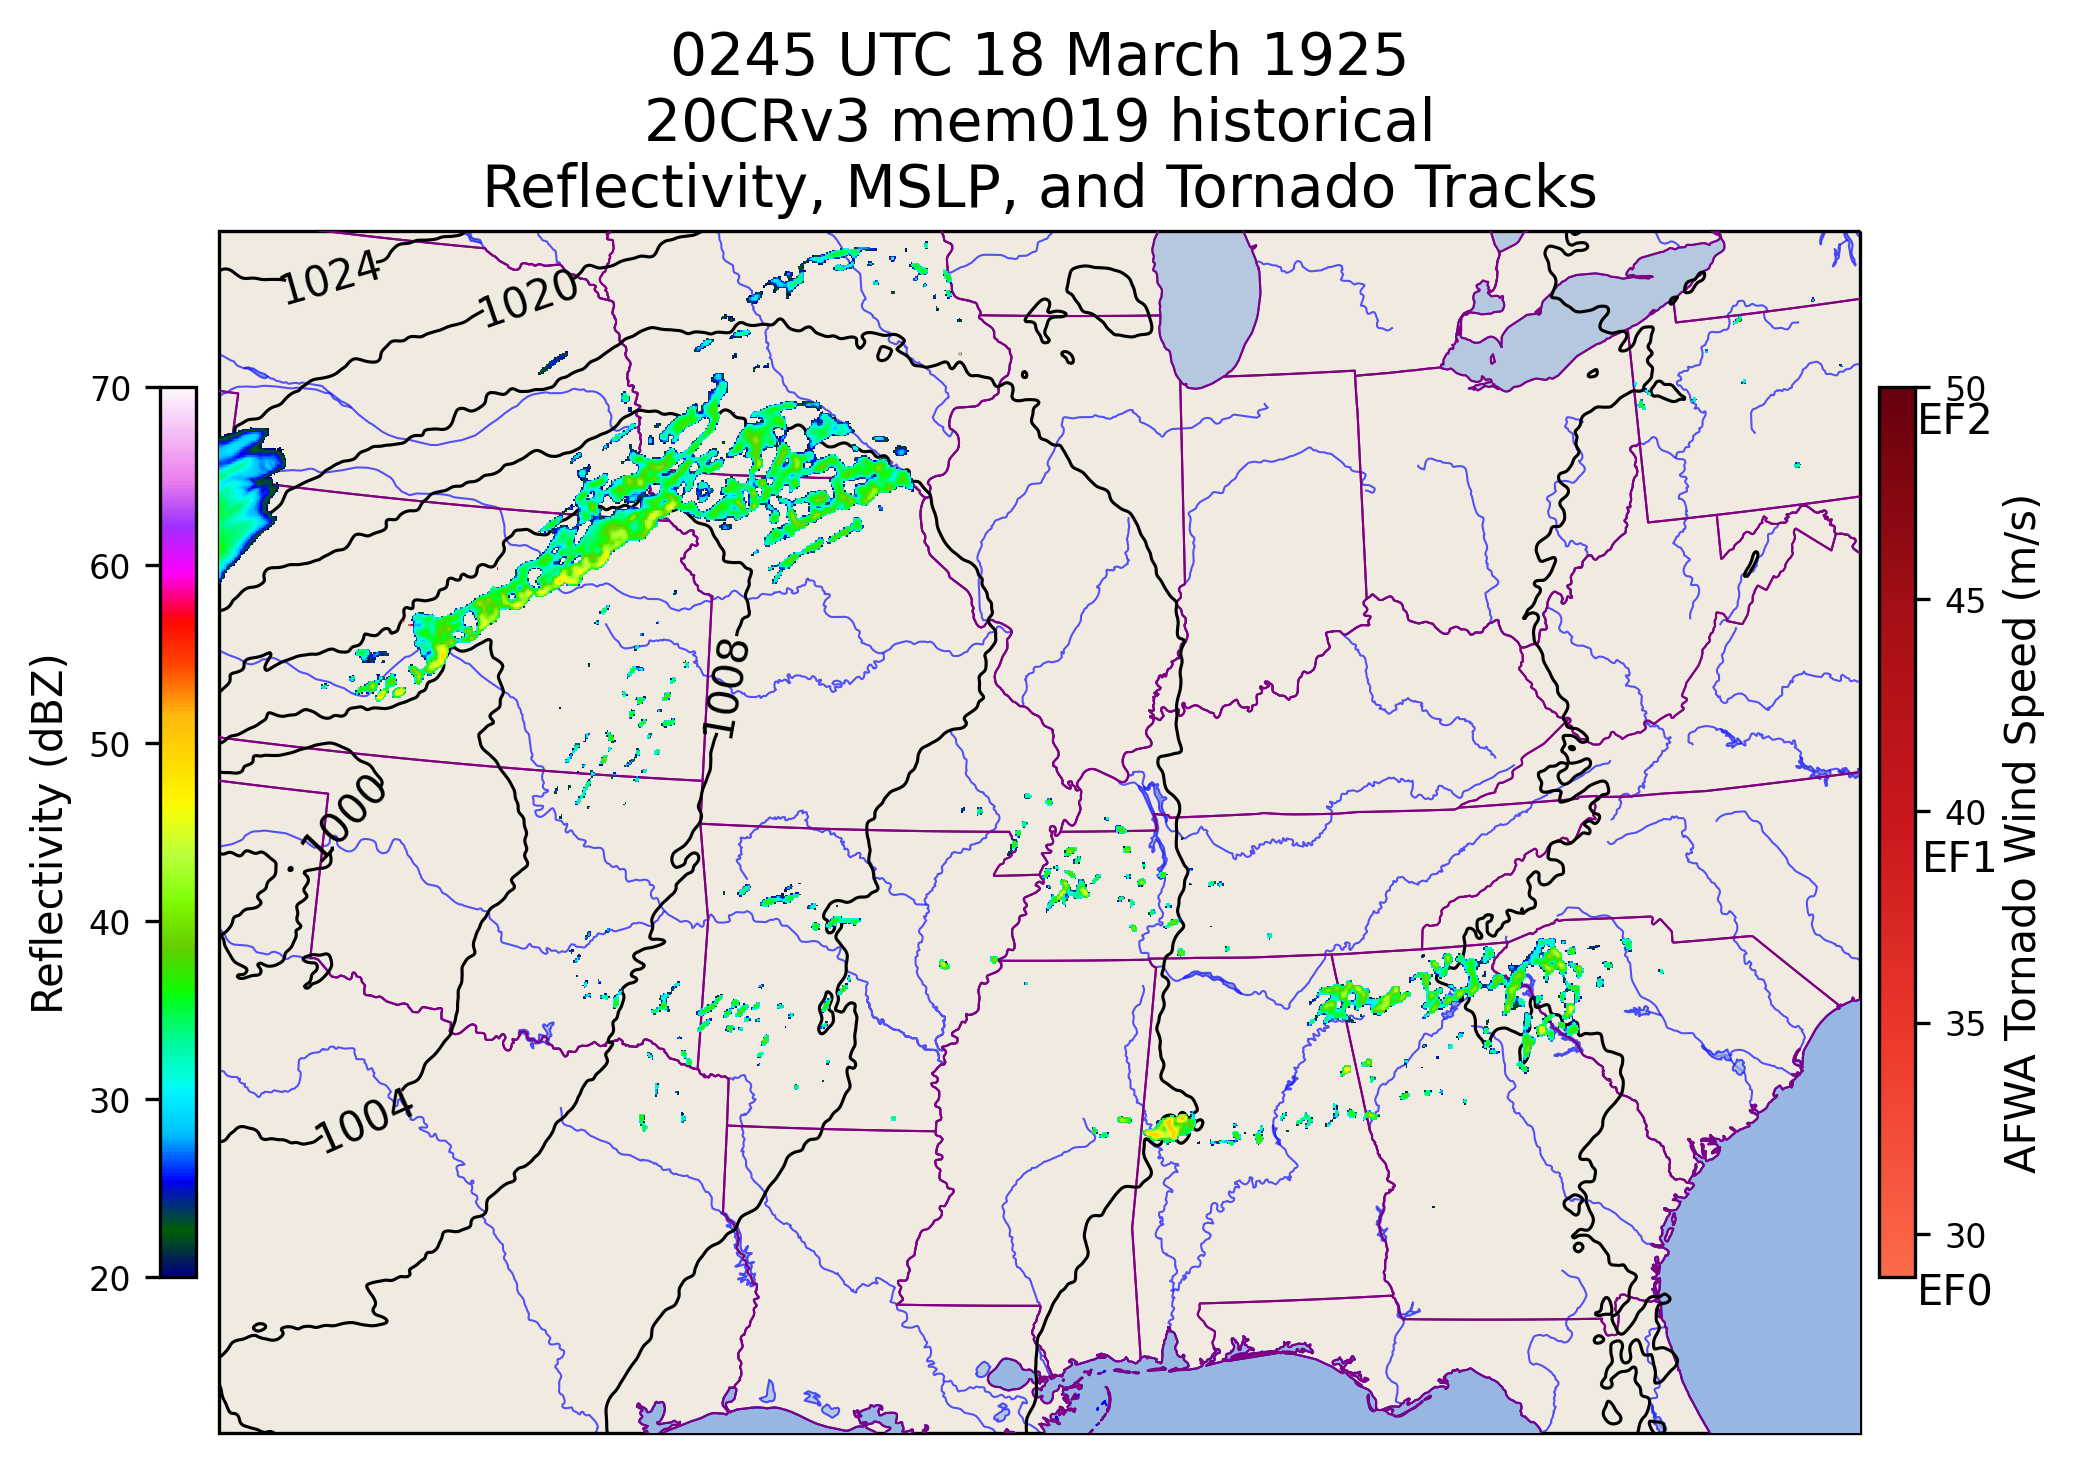 0245 UTC 18 March 1925
20CRv3 mem019 historical
Reflectivity, MSLP, and Tornado Tracks
1024
1020
1008
1000
1004
70
60
50
40
30
20
Reflectivity (dBZ)
50
EF2
45
40
EF1
35
30
EF0
AFWA Tornado Wind Speed (m/s)